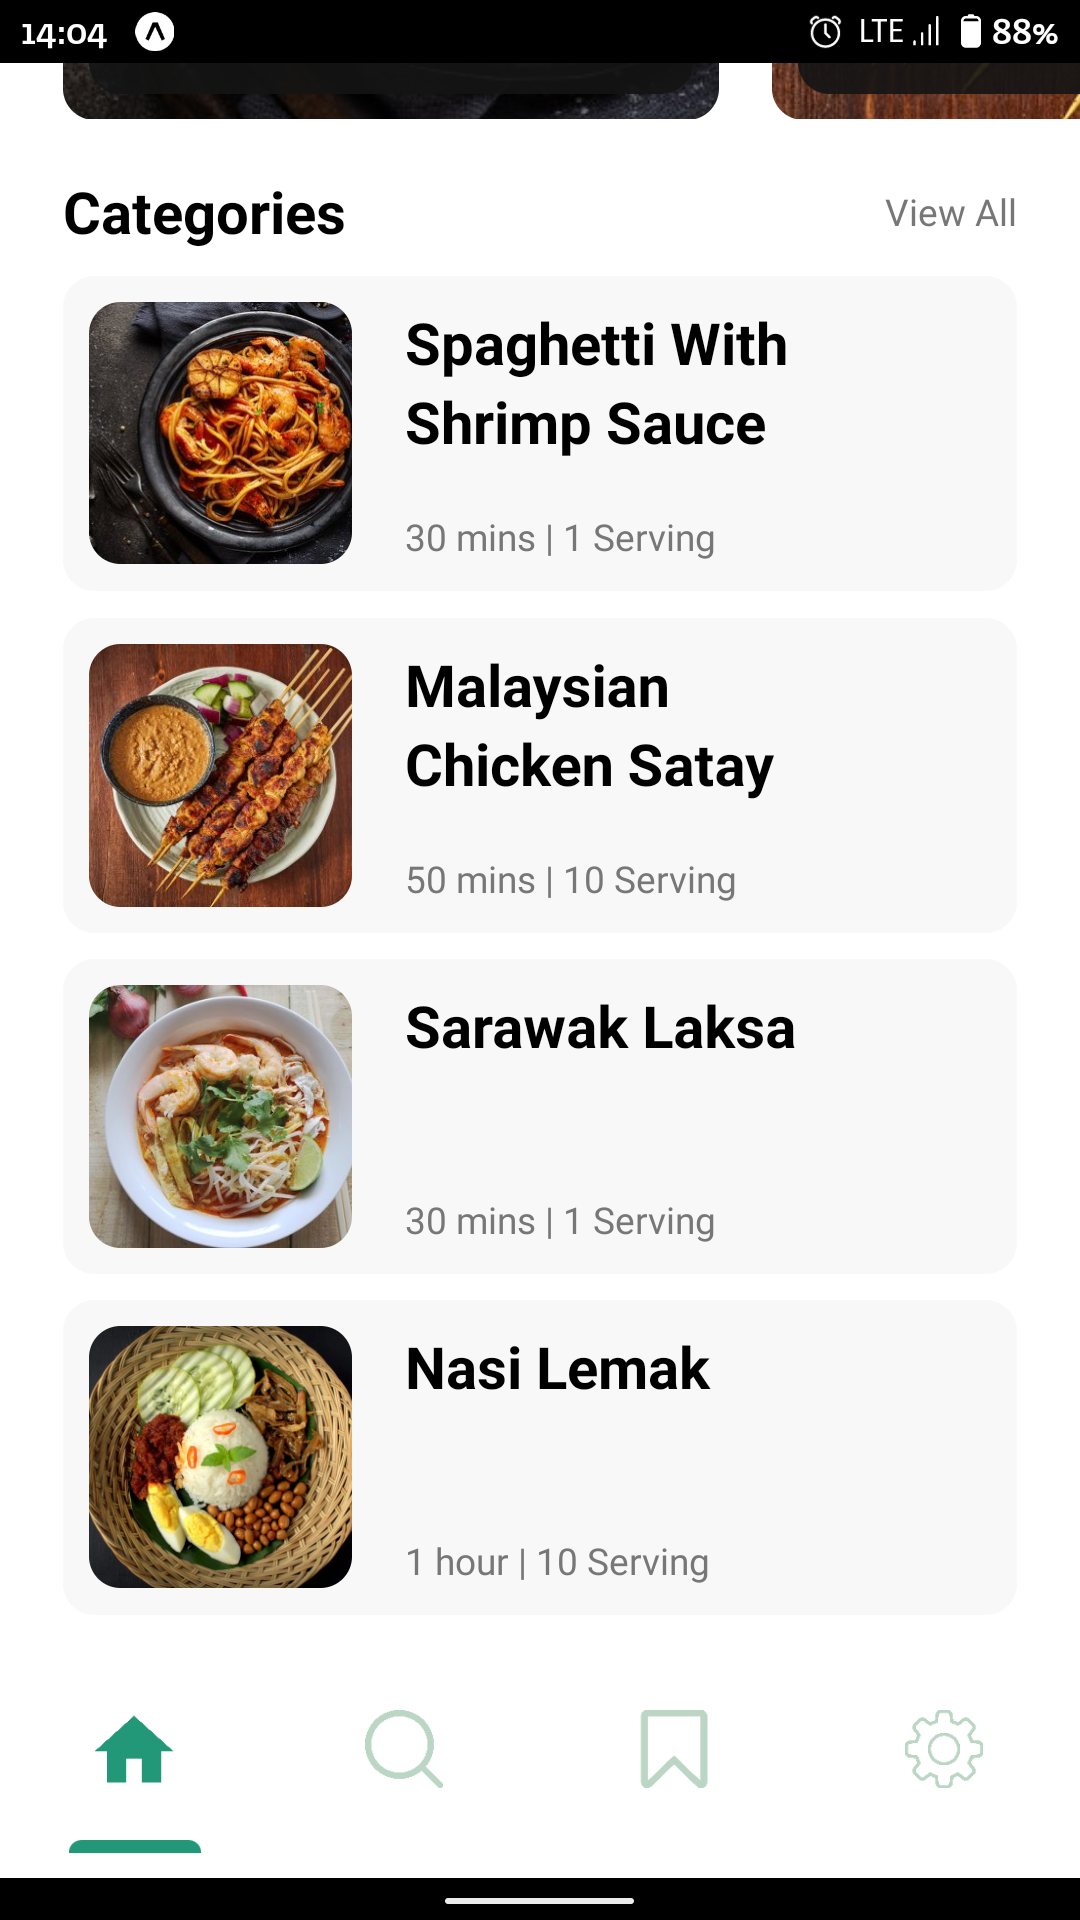 14:04
LTE
88%
Categories
View All
Spaghetti With
Shrimp Sauce
30 mins | 1 Serving
Malaysian
Chicken Satay
50 mins | 10 Serving
Sarawak Laksa
30 mins | 1 Serving
Nasi Lemak
1 hour | 10 Serving